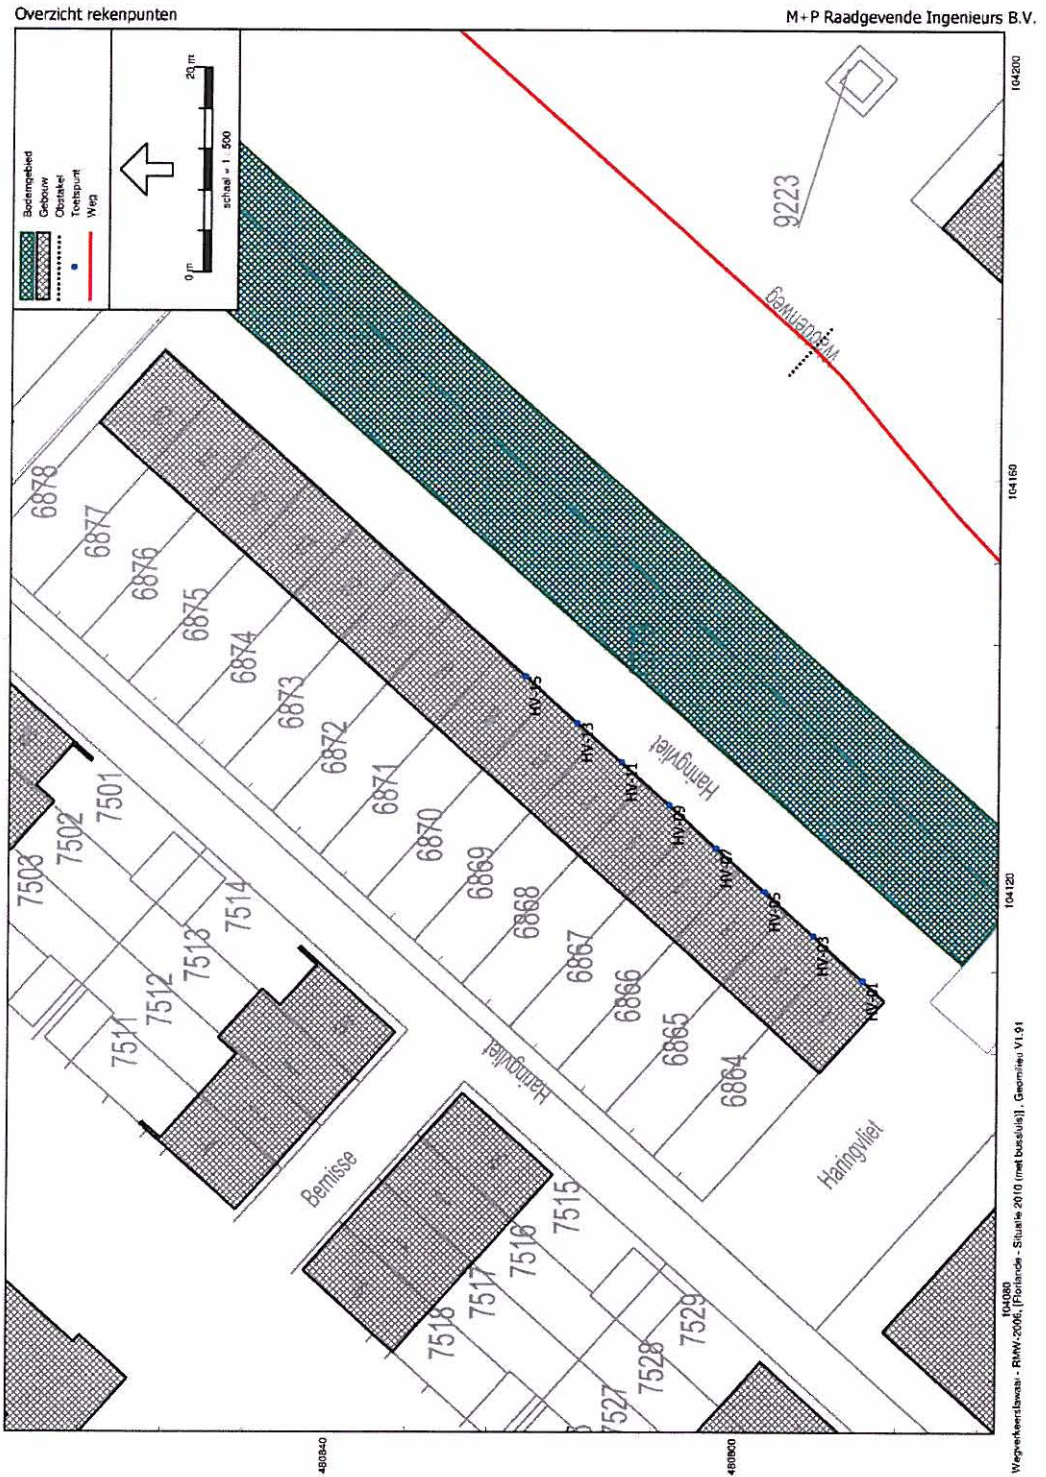 Overzicht rekenpunten
M+P Raadgevende Ingenieurs B.V.
Bodemgebied
Gebouw
Obstakel
Toetspunt
Weg
0 m
20 m
schaal = 1 : 500
6878
6877
6876
6875
6874
6873
6872
6871
6870
6869
6868
6867
6866
6865
6864
7501
7502
7503
7514
7513
7512
7511
7515
7516
7517
7518
7529
7528
7527
9223
Waddenweg
HV-15
HV-13
HV-11
HV-09
HV-07
HV-05
HV-03
HV-01
Haringvliet
Haringvliet
Haringvliet
Bernisse
104200
104160
104120
104080
480840
480800
Wegverkeerslawaai - RMW-2006, [Floriande - Situatie 2010 (met bussluis)] , Geomilieu V1.91